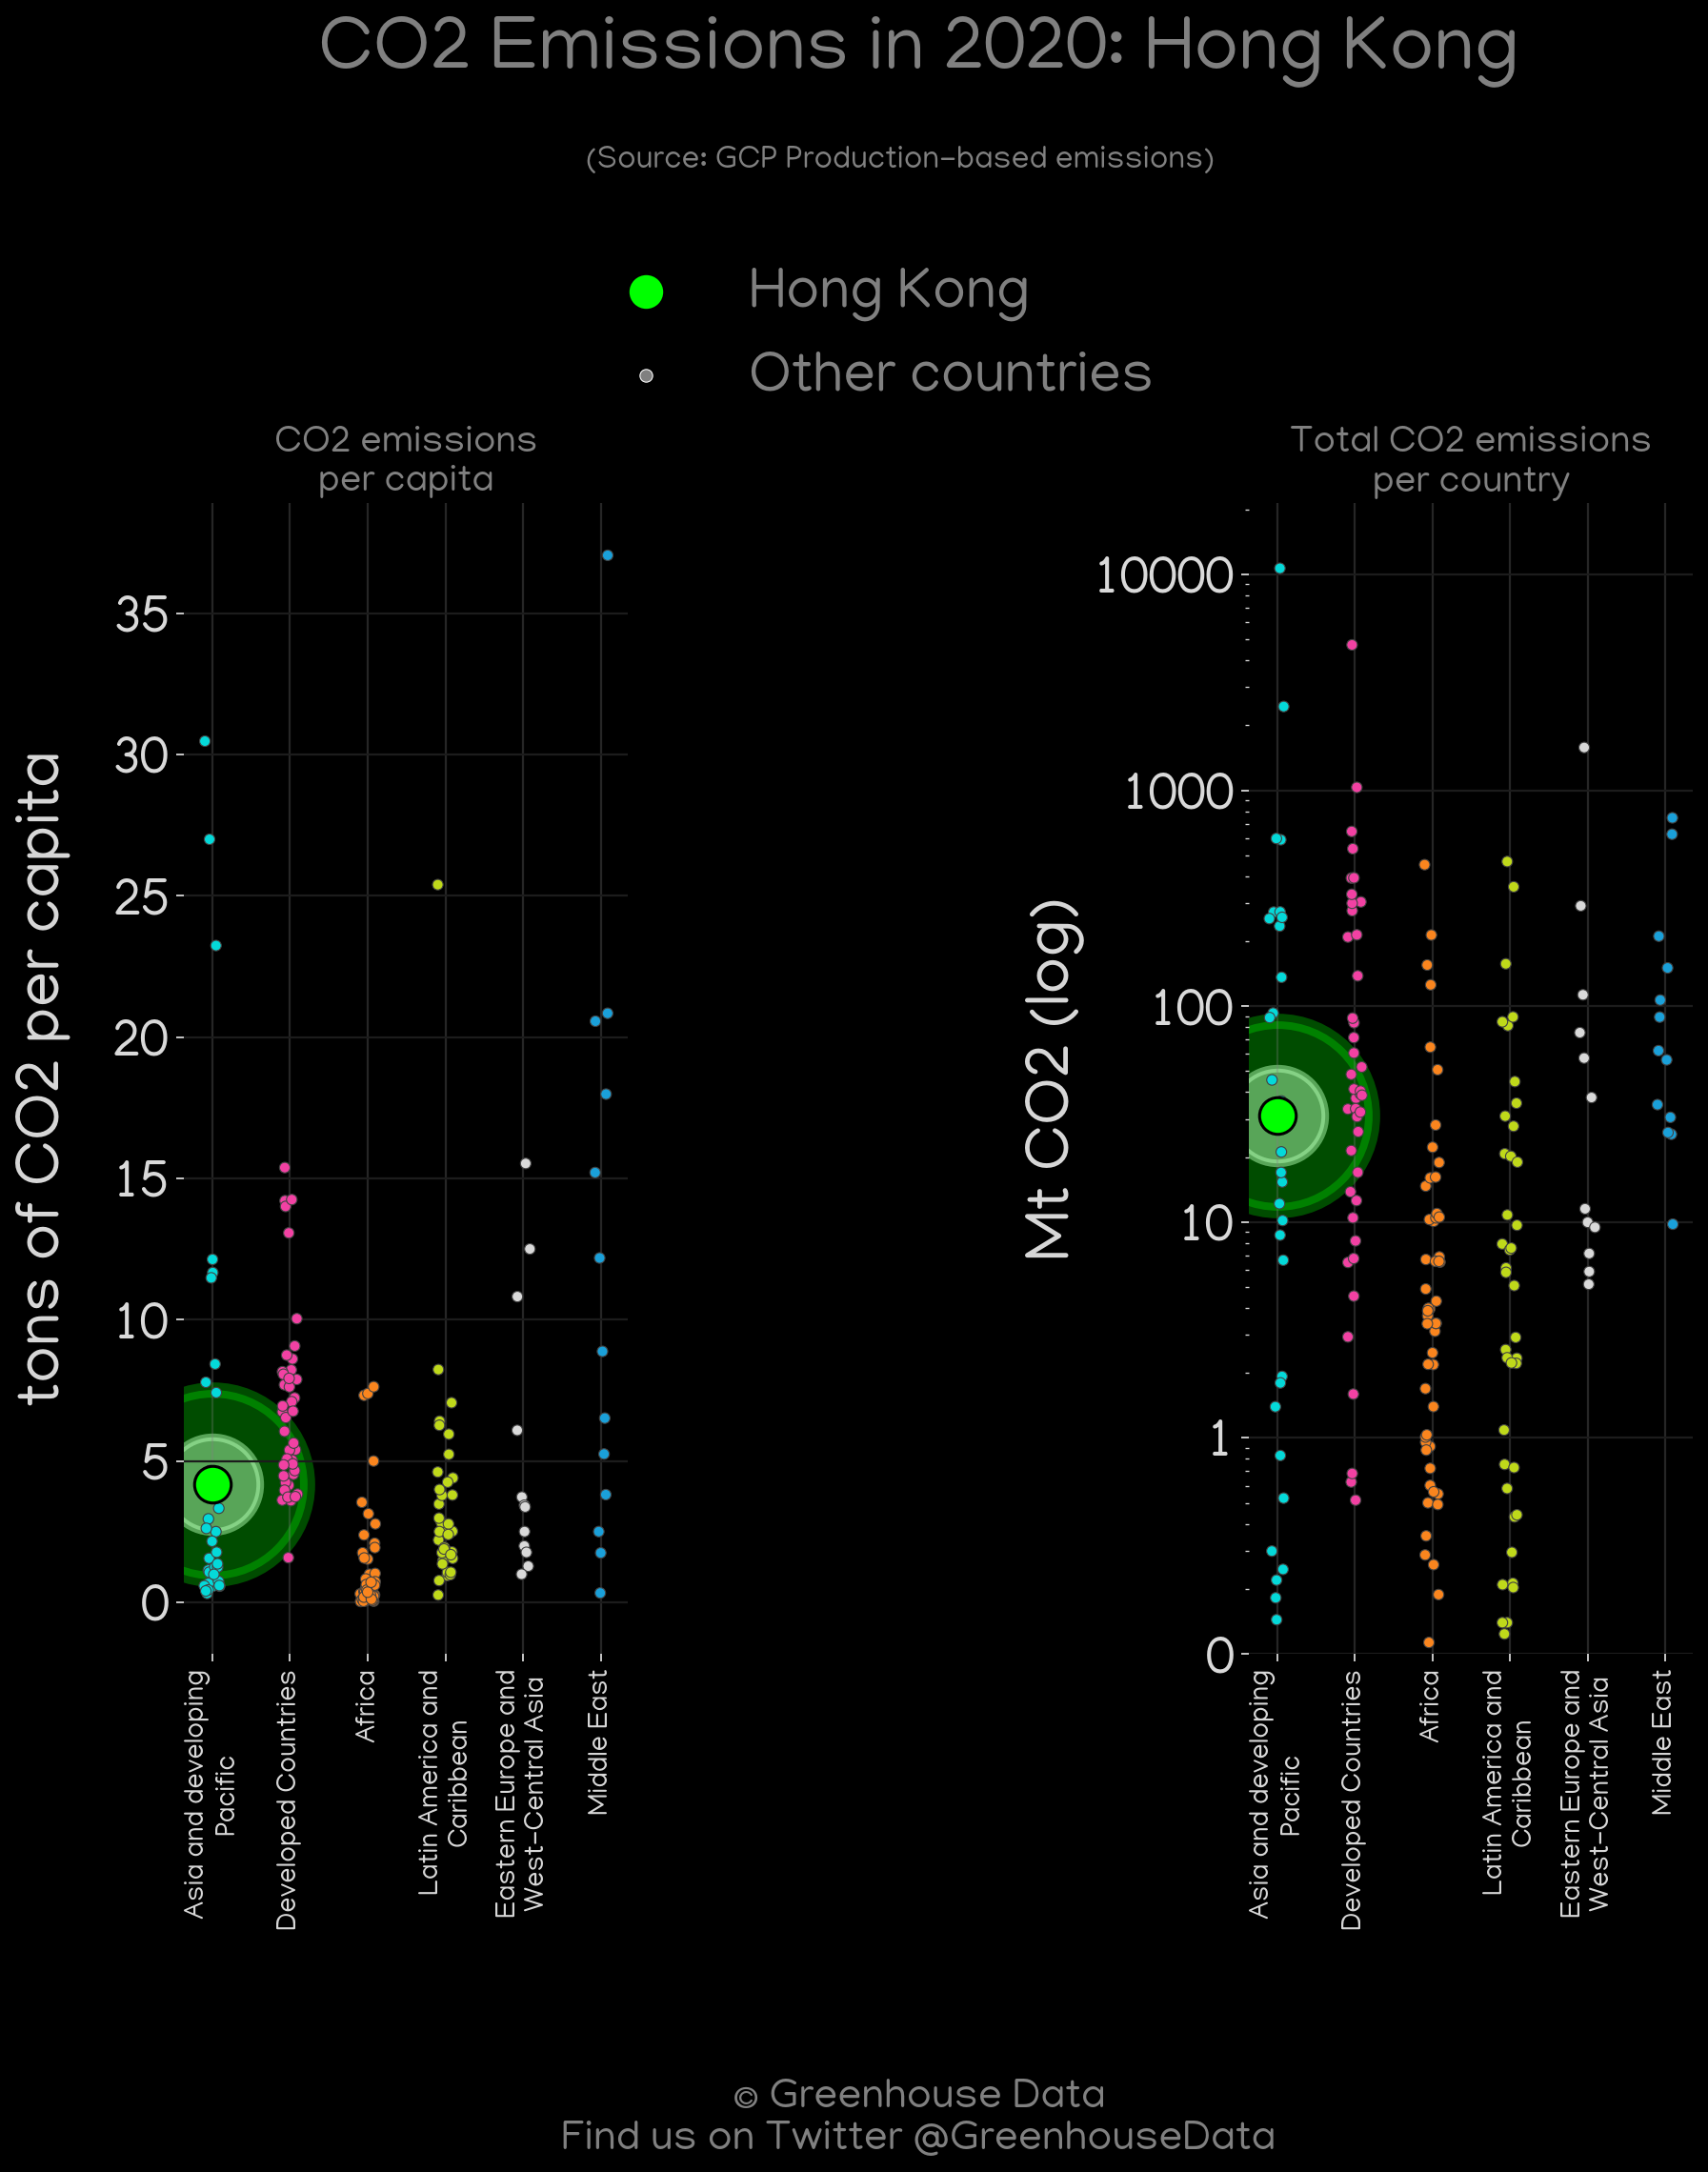 CO2 Emissions in 2020: Hong Kong
(Source: GCP Production-based emissions)
Hong Kong
Other countries
CO2 emissions
per capita
tons of CO2 per capita
35
30
25
20
15
10
5
0
Asia and developing
Pacific
Developed Countries
Africa
Latin America and
Caribbean
Eastern Europe and
West-Central Asia
Middle East
Total CO2 emissions
per country
Mt CO2 (log)
10000
1000
100
10
1
0
Asia and developing
Pacific
Developed Countries
Africa
Latin America and
Caribbean
Eastern Europe and
West-Central Asia
Middle East
© Greenhouse Data
Find us on Twitter @GreenhouseData